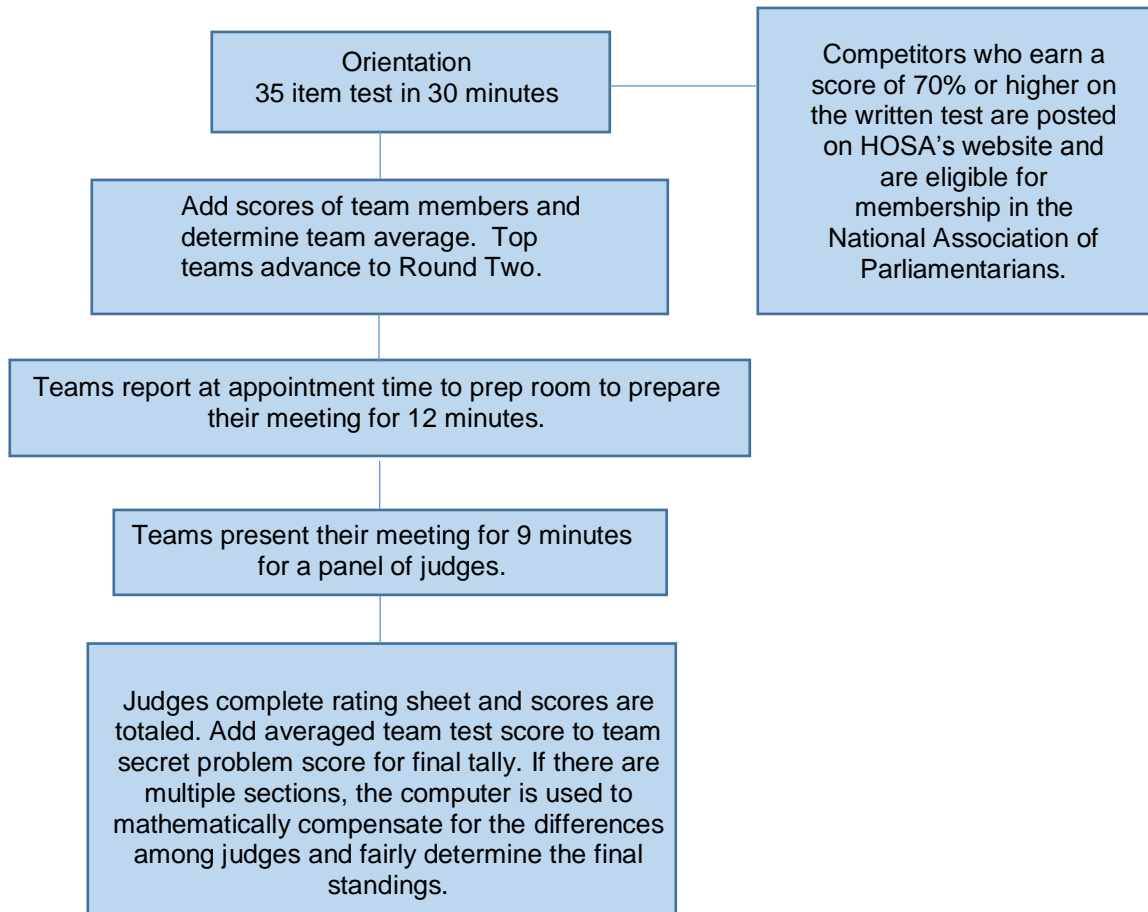 Orientation
35 item test in 30 minutes
Competitors who earn a
score of 70% or higher on
the written test are posted
on HOSA’s website and
are eligible for
membership in the
National Association of
Parliamentarians.
Add scores of team members and
determine team average.  Top
teams advance to Round Two.
Teams report at appointment time to prep room to prepare
their meeting for 12 minutes.
Teams present their meeting for 9 minutes
for a panel of judges.
Judges complete rating sheet and scores are
totaled. Add averaged team test score to team
secret problem score for final tally. If there are
multiple sections, the computer is used to
mathematically compensate for the differences
among judges and fairly determine the final
standings.